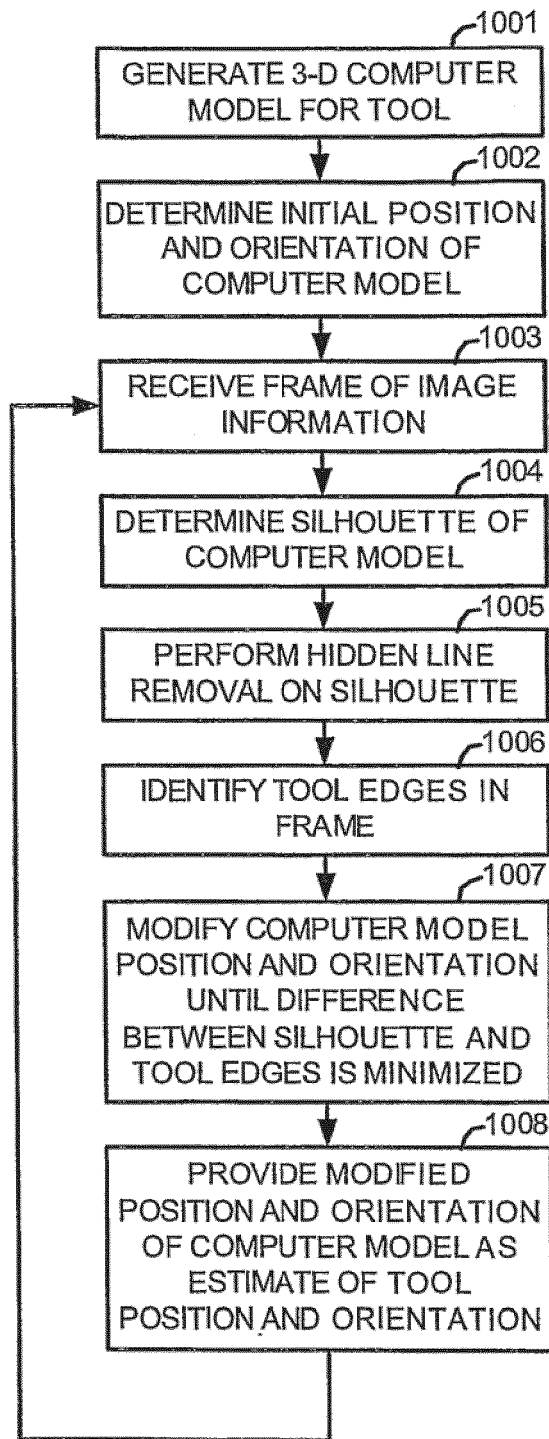 1001
GENERATE 3-D COMPUTER
MODEL FOR TOOL
1002
DETERMINE INITIAL POSITION
AND ORIENTATION OF
COMPUTER MODEL
1003
RECEIVE FRAME OF IMAGE
INFORMATION
1004
DETERMINE SILHOUETTE OF
COMPUTER MODEL
1005
PERFORM HIDDEN LINE
REMOVAL ON SILHOUETTE
1006
IDENTIFY TOOL EDGES IN
FRAME
1007
MODIFY COMPUTER MODEL
POSITION AND ORIENTATION
UNTIL DIFFERENCE
BETWEEN SILHOUETTE AND
TOOL EDGES IS MINIMIZED
1008
PROVIDE MODIFIED
POSITION AND ORIENTATION
OF COMPUTER MODEL AS
ESTIMATE OF TOOL
POSITION AND ORIENTATION